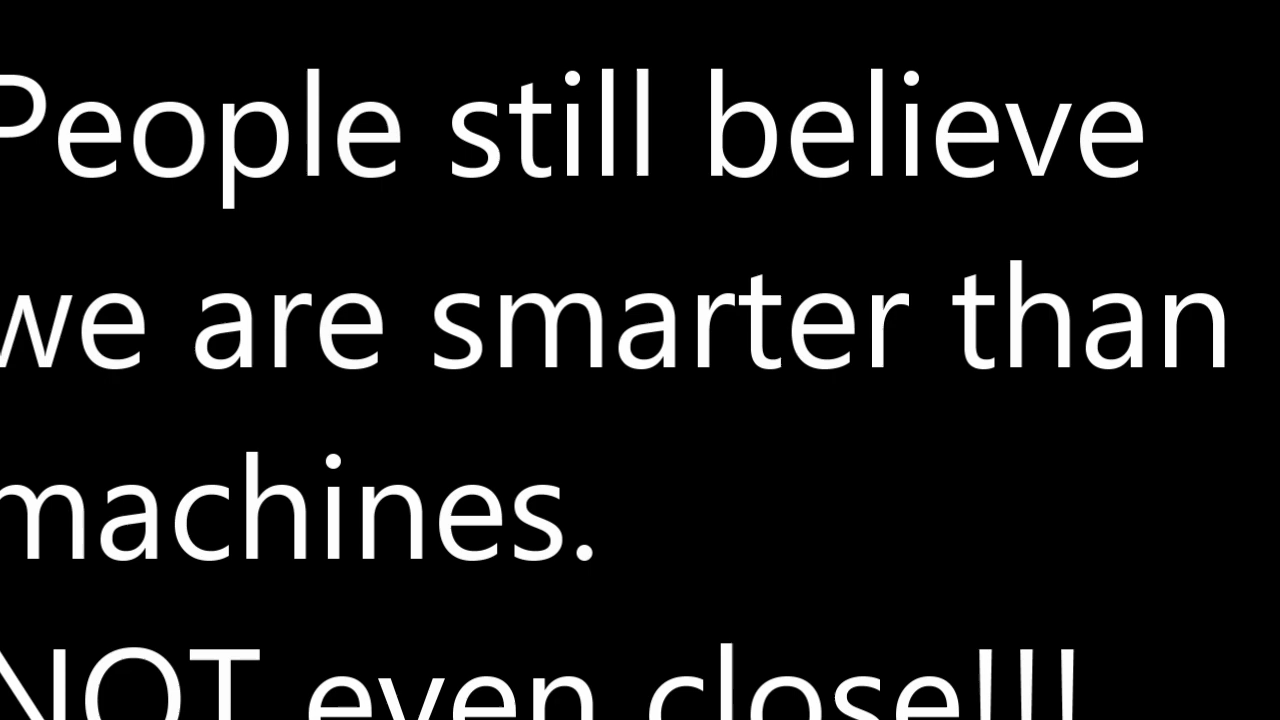 People still believe
we are smarter than
machines.
NOT even close!!!